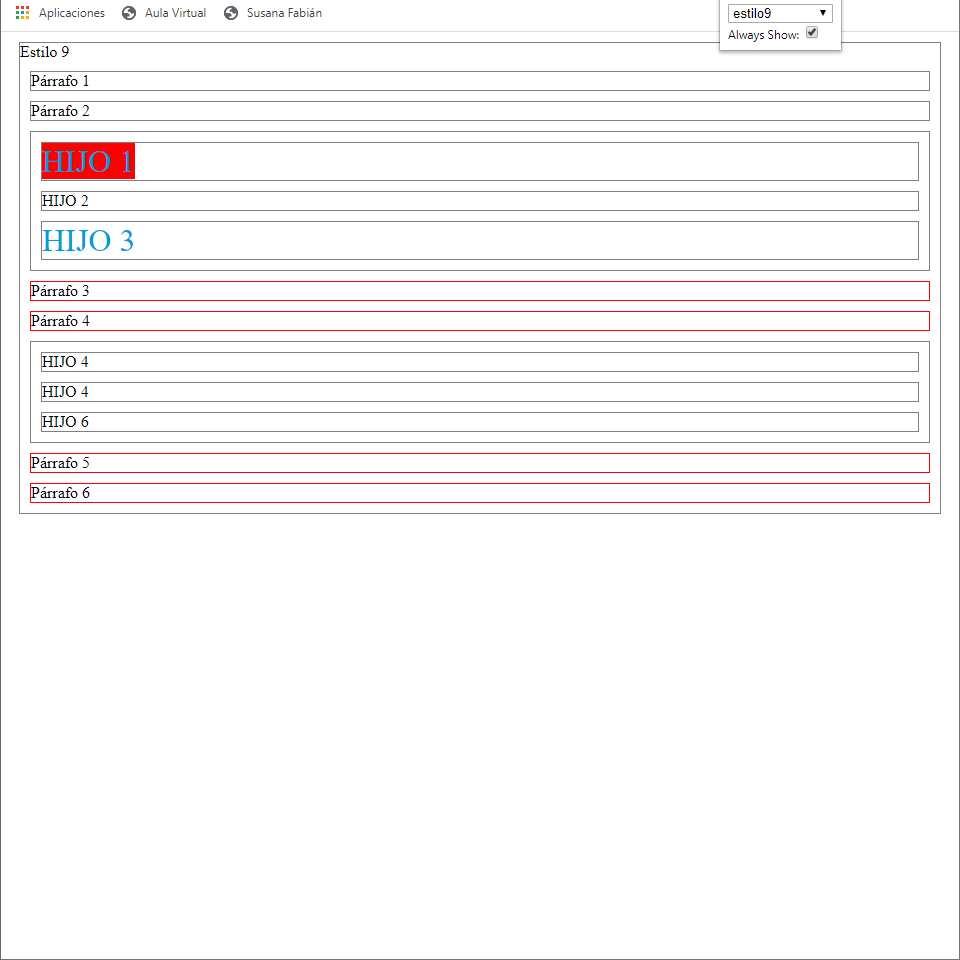 Aplicaciones Aula Virtual Susana Fabián
estilo9
Always Show:
Estilo 9
Párrafo 1
Párrafo 2
HIJO 1
HIJO 2
HIJO 3
Párrafo 3
Párrafo 4
HIJO 4
HIJO 4
HIJO 6
Párrafo 5
Párrafo 6